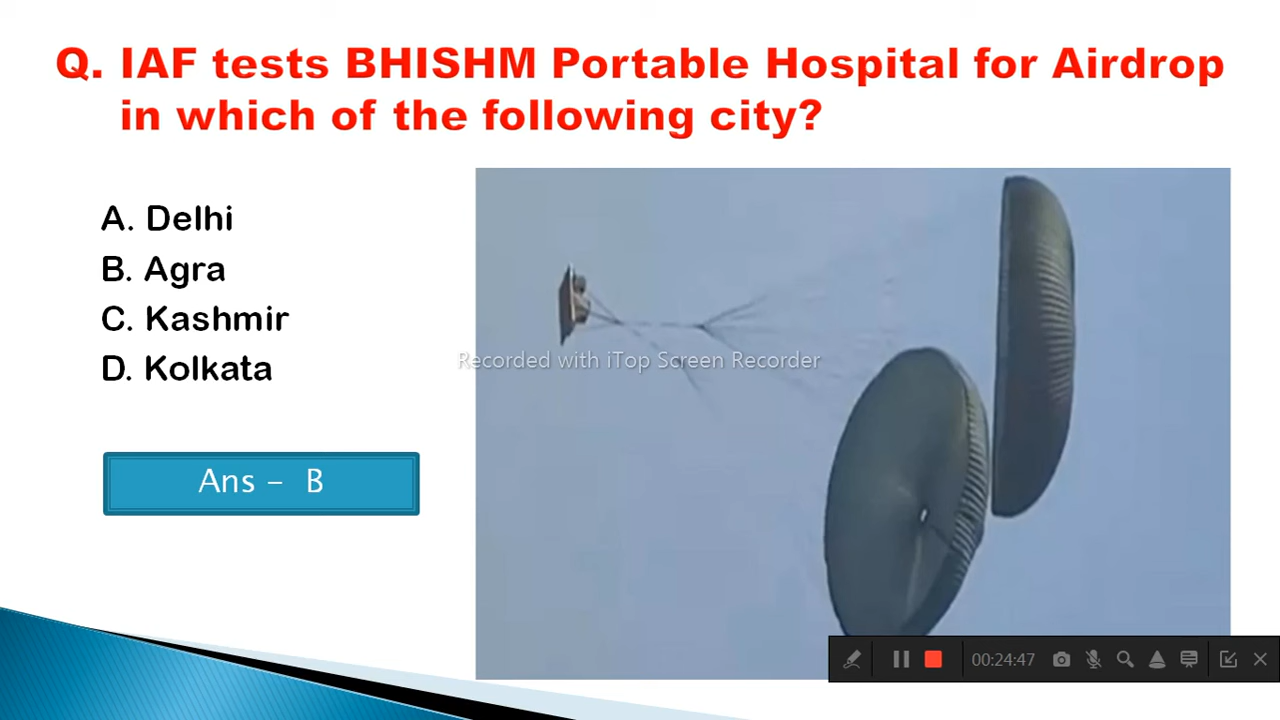 Q. IAF tests BHISHM Portable Hospital for Airdrop
in which of the following city?
A. Delhi
B. Agra
C. Kashmir
D. Kolkata
Recorded with iTop Screen Recorder
Ans – B
00:24:47